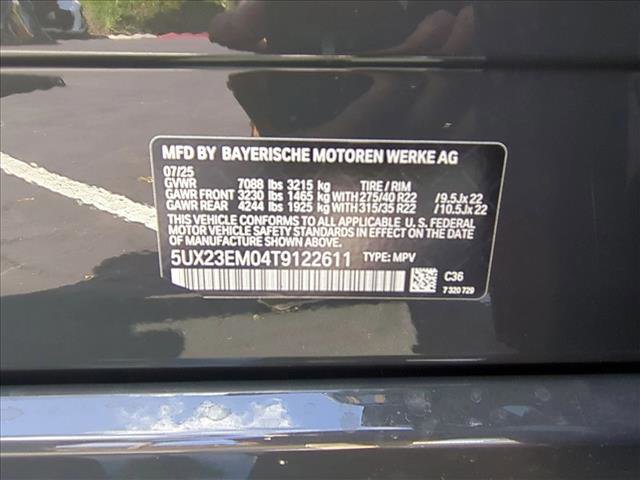 MFD BY BAYERISCHE MOTOREN WERKE AG
07/25
GVWR 7088 lbs 3215 kg TIRE / RIM
GAWR FRONT 3230 lbs 1465 kg WITH 275/40 R22 /9.5Jx22
GAWR REAR 4244 lbs 1925 kg WITH 315/35 R22 /10.5Jx22
THIS VEHICLE CONFORMS TO ALL APPLICABLE U.S. FEDERAL
MOTOR VEHICLE SAFETY STANDARDS IN EFFECT ON THE DATE
OF MANUFACTURE SHOWN ABOVE.
5UX23EM04T9122611 TYPE: MPV
C36
7 320 729